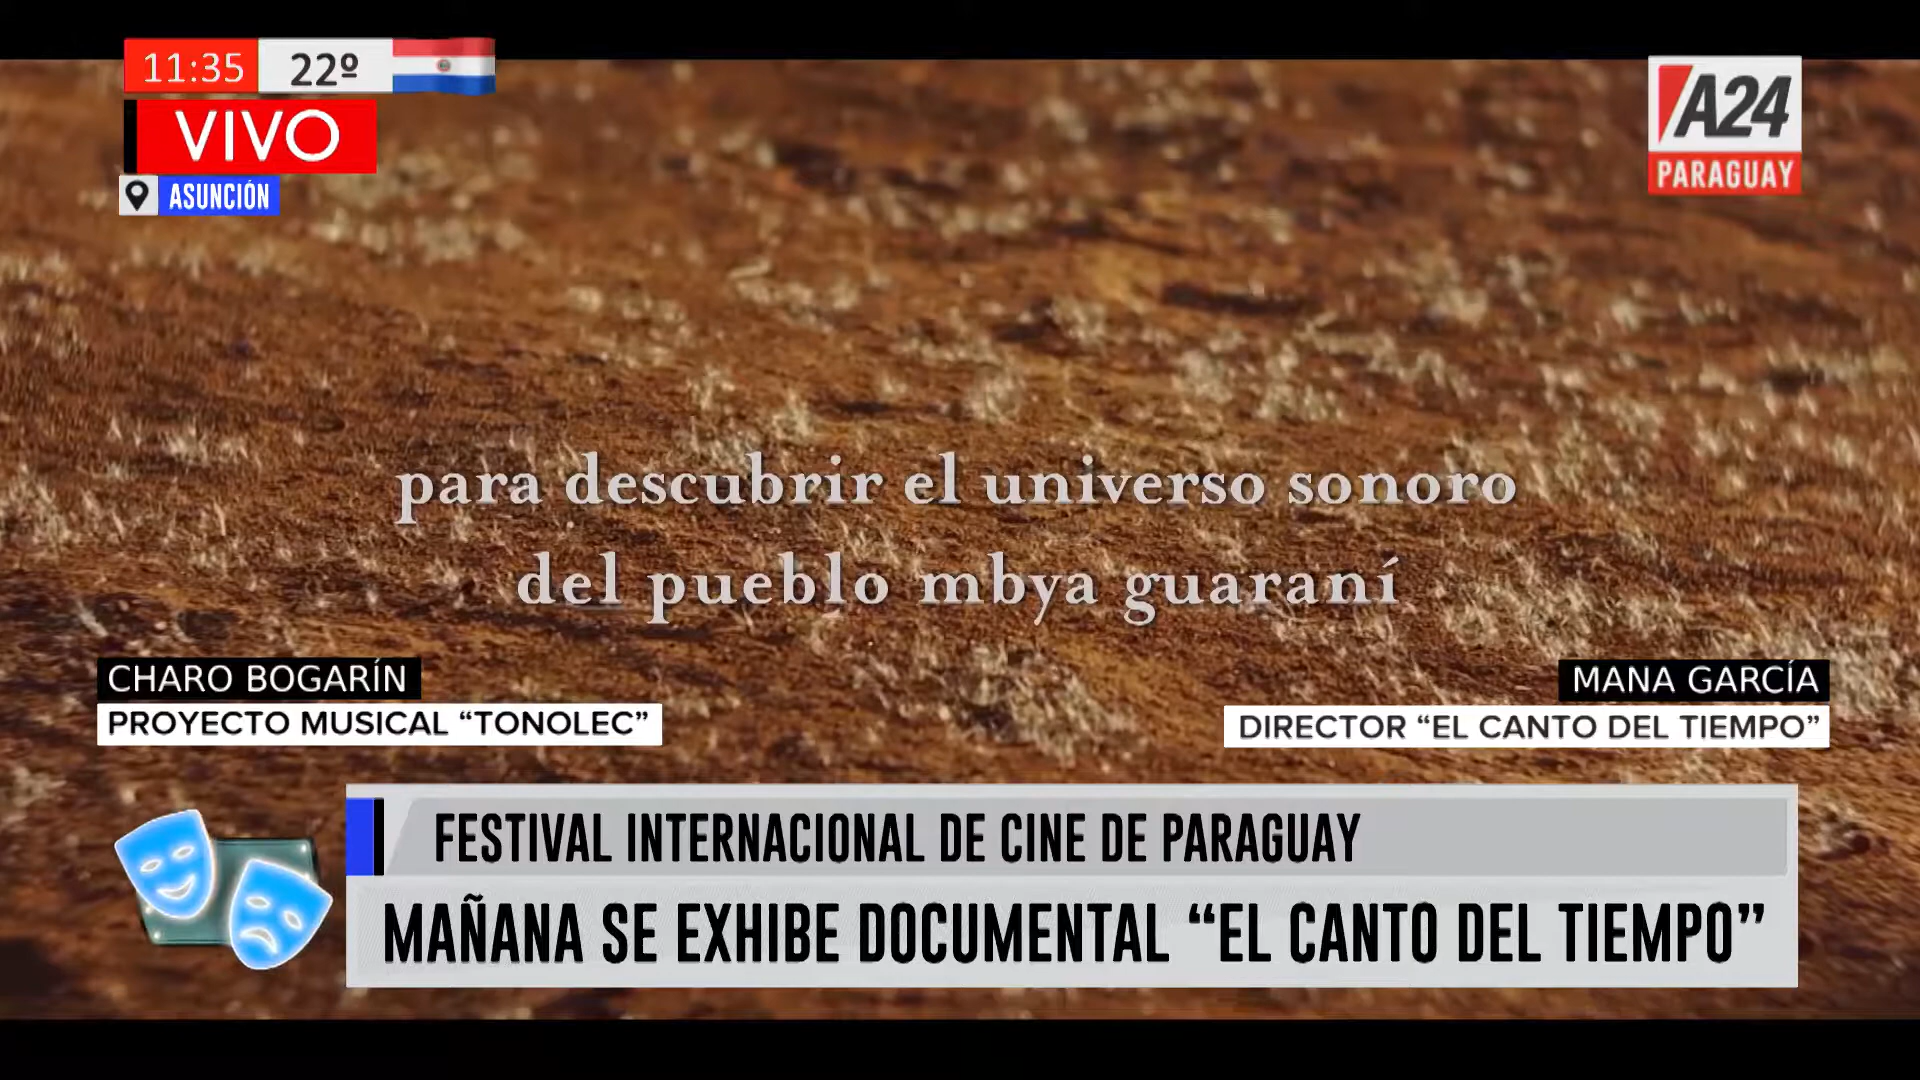 11:35 22º
VIVO
ASUNCIÓN
A24
PARAGUAY
para descubrir el universo sonoro
del pueblo mbya guaraní
CHARO BOGARÍN
PROYECTO MUSICAL “TONOLEC”
MANA GARCÍA
DIRECTOR “EL CANTO DEL TIEMPO”
FESTIVAL INTERNACIONAL DE CINE DE PARAGUAY
MAÑANA SE EXHIBE DOCUMENTAL “EL CANTO DEL TIEMPO”